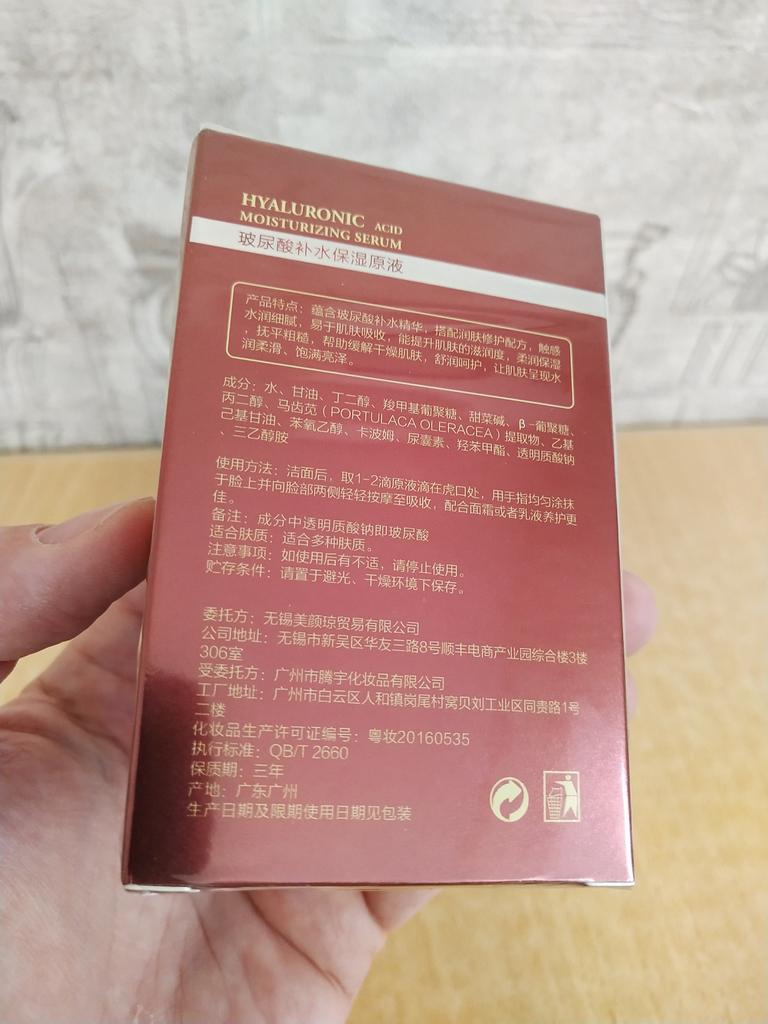 HYALURONIC ACID
MOISTURIZING SERUM
玻尿酸补水保湿原液
产品特点：蕴含玻尿酸补水精华，搭配润肤修护配方，触感
水润细腻，易于肌肤吸收，能提升肌肤的滋润度，柔润保湿
，抚平粗糙，帮助缓解干燥肌肤，舒润呵护，让肌肤呈现水
润柔滑、饱满亮泽。
成分：水、甘油、丁二醇、羧甲基葡聚糖、甜菜碱、β-葡聚糖、
丙二醇、马齿苋（PORTULACA OLERACEA）提取物、乙基
己基甘油、苯氧乙醇、卡波姆、尿囊素、羟苯甲酯、透明质酸钠
、三乙醇胺
使用方法：洁面后，取1-2滴原液滴在虎口处，用手指均匀涂抹
于脸上并向脸部两侧轻轻按摩至吸收，配合面霜或者乳液养护更
佳。
备注：成分中透明质酸钠即玻尿酸
适合肤质：适合多种肤质。
注意事项：如使用后有不适，请停止使用。
贮存条件：请置于避光、干燥环境下保存。
委托方：无锡美颜琼贸易有限公司
公司地址：无锡市新吴区华友三路8号顺丰电商产业园综合楼3楼
306室
受委托方：广州市腾宇化妆品有限公司
工厂地址：广州市白云区人和镇岗尾村窝贝刘工业区同贵路1号
二楼
化妆品生产许可证编号：粤妆20160535
执行标准：QB/T 2660
保质期：三年
产地：广东广州
生产日期及限期使用日期见包装